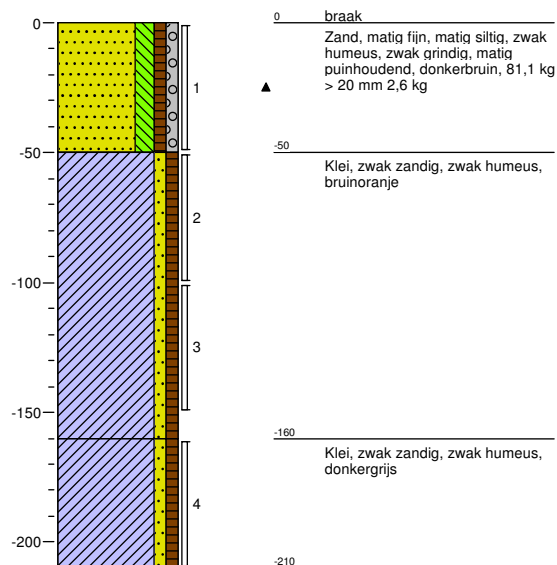 0
0 braak
Zand, matig fijn, matig siltig, zwak
humeus, zwak grindig, matig
puinhoudend, donkerbruin, 81,1 kg
> 20 mm 2,6 kg
1
-50
-50
Klei, zwak zandig, zwak humeus,
bruinoranje
2
-100
3
-150
-160
Klei, zwak zandig, zwak humeus,
donkergrijs
4
-200
-210